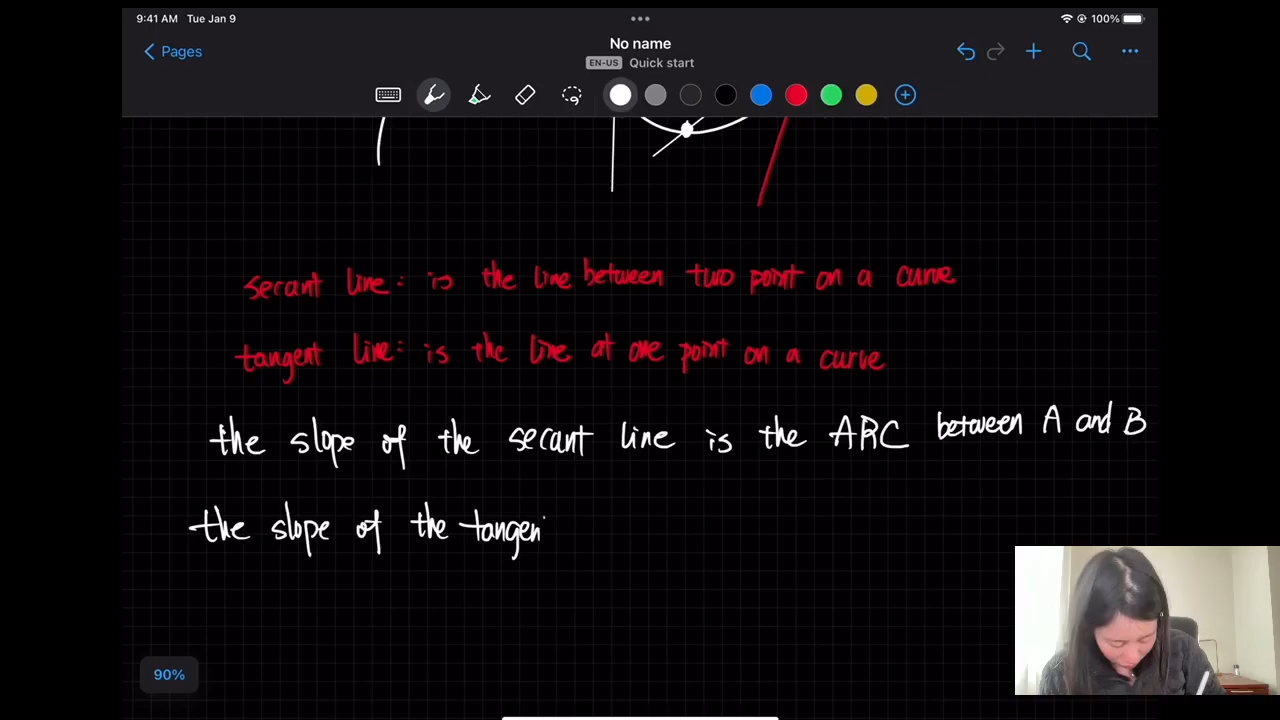 9:41 AM Tue Jan 9
100%
Pages
No name
EN-US Quick start
secant line: is the line between two point on a curve
tangent line: is the line at one point on a curve
the slope of the secant line is the ARC between A and B
the slope of the tangen
90%